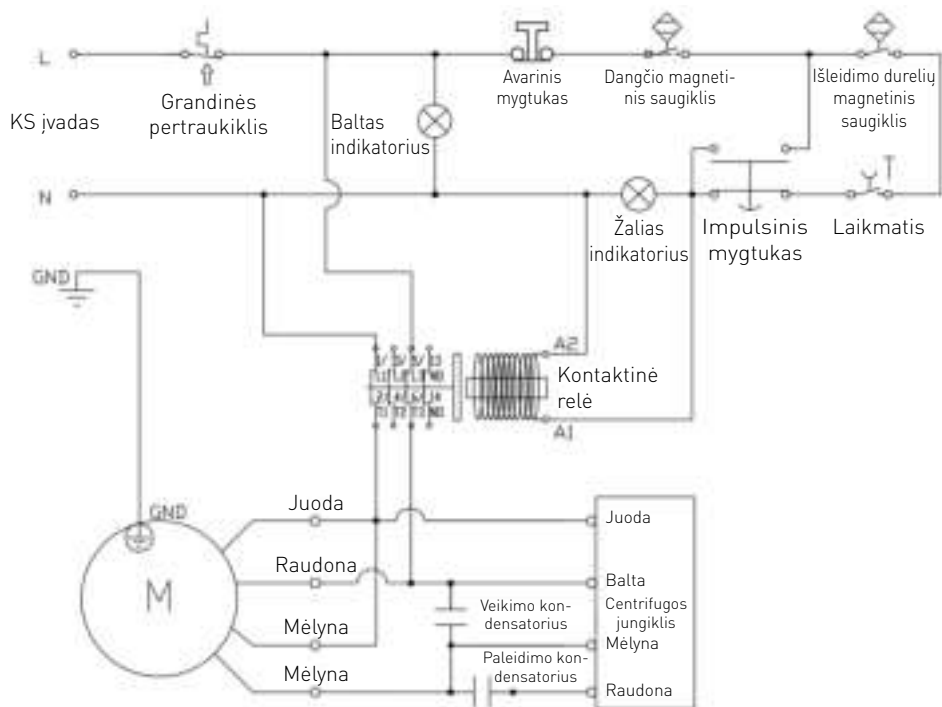 L
Avarinis
mygtukas
Dangčio magneti-
nis saugiklis
Išleidimo durelių
magnetinis
saugiklis
Grandinės
pertraukiklis
KS įvadas
Baltas
indikatorius
N
Žalias
indikatorius
Impulsinis
mygtukas
Laikmatis
GND
A2
Kontaktinė
relė
A1
GND
M
Juoda
Raudona
Mėlyna
Mėlyna
Veikimo kon-
densatorius
Paleidimo kon-
densatorius
Juoda
Balta
Centrifugos
jungiklis
Mėlyna
Raudona